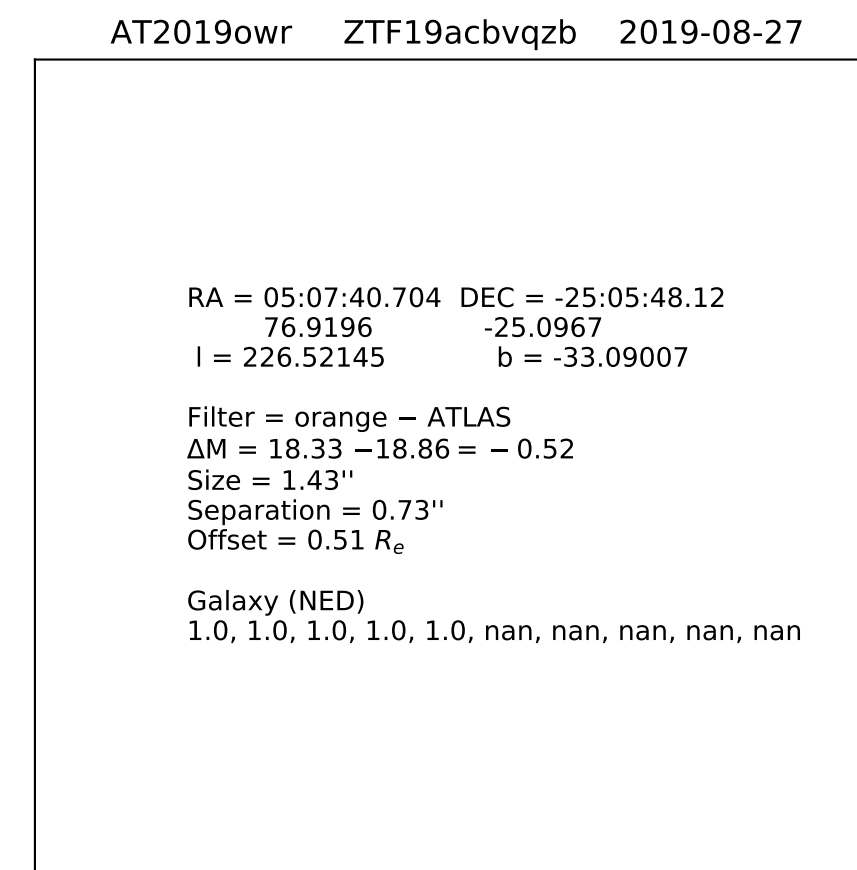 AT2019owr ZTF19acbvqzb 2019-08-27
RA = 05:07:40.704 DEC = -25:05:48.12
76.9196 -25.0967
l = 226.52145 b = -33.09007
Filter = orange − ATLAS
ΔM = 18.33 −18.86 = − 0.52
Size = 1.43''
Separation = 0.73''
Offset = 0.51 Re
Galaxy (NED)
1.0, 1.0, 1.0, 1.0, 1.0, nan, nan, nan, nan, nan